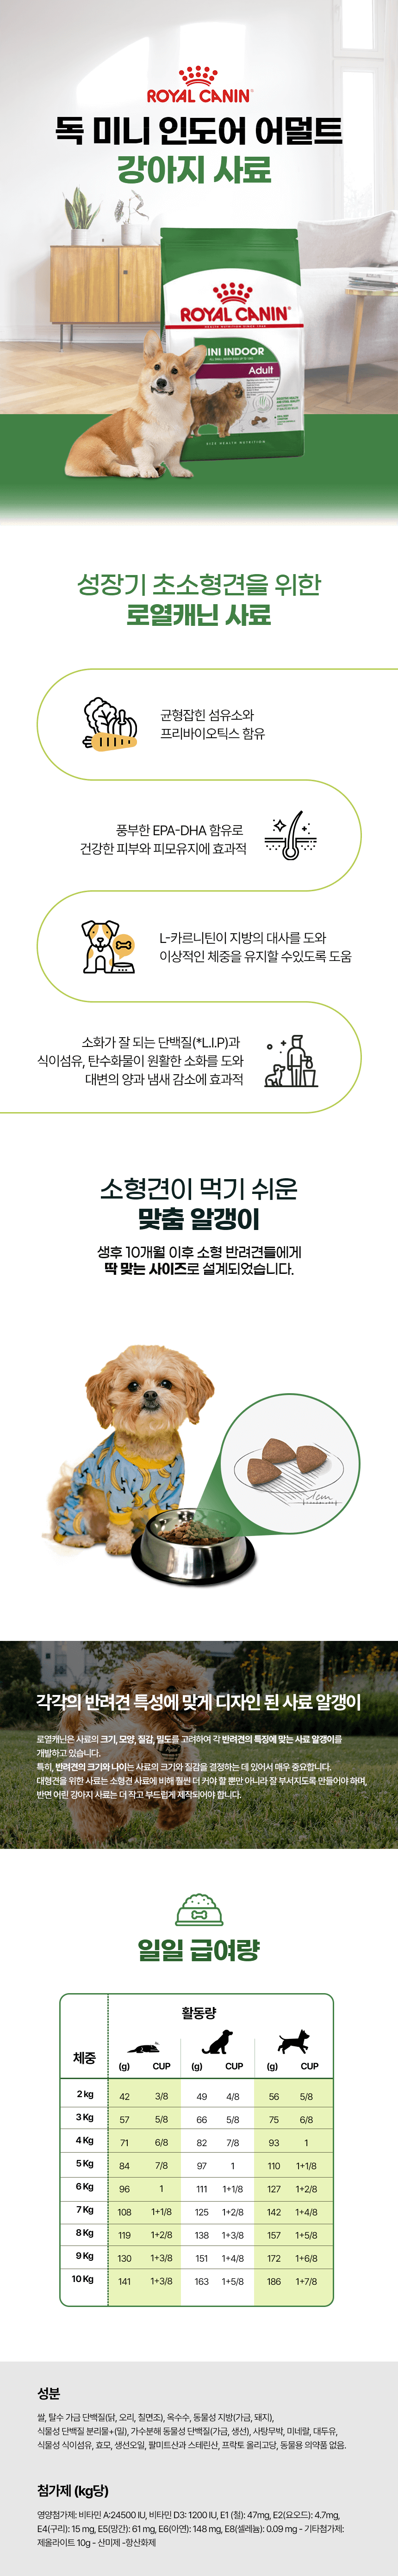 ROYAL CANIN
독 미니 인도어 어덜트
강아지 사료
ROYAL CANIN
HEALTH NUTRITION SINCE 1968
INI INDOOR
Adult
SIZE HEALTH NUTRITION
성장기 초소형견을 위한
로열캐닌 사료
균형잡힌 섬유소와
프리바이오틱스 함유
풍부한 EPA-DHA 함유로
건강한 피부와 피모유지에 효과적
L-카르니틴이 지방의 대사를 도와
이상적인 체중을 유지할 수있도록 도움
소화가 잘 되는 단백질(*L.I.P)과
식이섬유, 탄수화물이 원활한 소화를 도와
대변의 양과 냄새 감소에 효과적
소형견이 먹기 쉬운
맞춤 알갱이
생후 10개월 이후 소형 반려견들에게
딱 맞는 사이즈로 설계되었습니다.
1cm
각각의 반려견 특성에 맞게 디자인 된 사료 알갱이
로열캐닌은 사료의 크기, 모양, 질감, 밀도를 고려하여 각 반려견의 특징에 맞는 사료 알갱이를
개발하고 있습니다.
특히, 반려견의 크기와 나이는 사료의 크기와 질감을 결정하는 데 있어서 매우 중요합니다.
대형견을 위한 사료는 소형견 사료에 비해 훨씬 더 커야 할 뿐만 아니라 잘 부서지도록 만들어야 하며,
반면 어린 강아지 사료는 더 작고 부드럽게 제작되어야 합니다.
일일 급여량
활동량
체중
(g) CUP (g) CUP (g) CUP
2 kg 42 3/8 49 4/8 56 5/8
3 Kg 57 5/8 66 5/8 75 6/8
4 Kg 71 6/8 82 7/8 93 1
5 Kg 84 7/8 97 1 110 1+1/8
6 Kg 96 1 111 1+1/8 127 1+2/8
7 Kg 108 1+1/8 125 1+2/8 142 1+4/8
8 Kg 119 1+2/8 138 1+3/8 157 1+5/8
9 Kg 130 1+3/8 151 1+4/8 172 1+6/8
10 Kg 141 1+3/8 163 1+5/8 186 1+7/8
성분
쌀, 탈수 가급 단백질(닭, 오리, 칠면조), 옥수수, 동물성 지방(가금, 돼지),
식물성 단백질 분리물+(밀), 가수분해 동물성 단백질(가금, 생선), 사탕무박, 미네랄, 대두유,
식물성 식이섬유, 효모, 생선오일, 팔미트산과 스테린산, 프락토 올리고당, 동물용 의약품 없음.
첨가제 (kg당)
영양첨가제: 비타민 A:24500 IU, 비타민 D3: 1200 IU, E1 (철): 47mg, E2(요오드): 4.7mg,
E4(구리): 15 mg, E5(망간): 61 mg, E6(아연): 148 mg, E8(셀레늄): 0.09 mg - 기타첨가제:
제올라이트 10g - 산미제 -항산화제